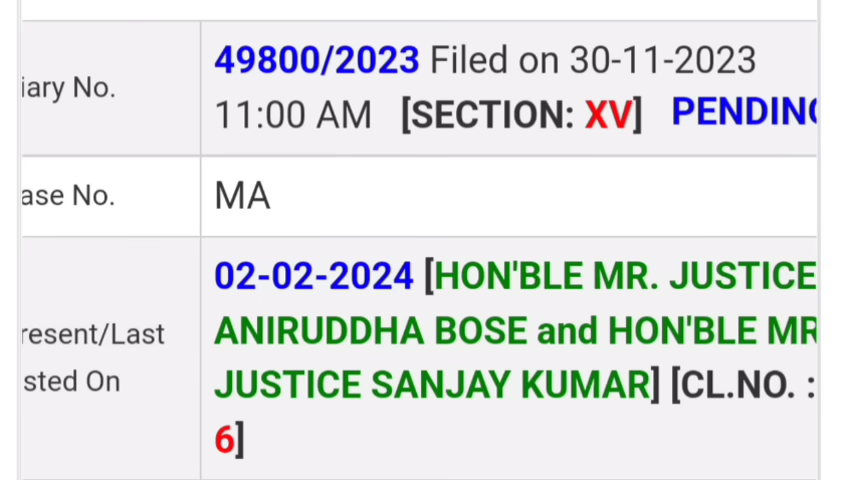 iary No.
49800/2023 Filed on 30-11-2023
11:00 AM [SECTION: XV] PENDING
ase No.
MA
resent/Last
sted On
02-02-2024 [HON'BLE MR. JUSTICE
ANIRUDDHA BOSE and HON'BLE MR
JUSTICE SANJAY KUMAR] [CL.NO. :
6]